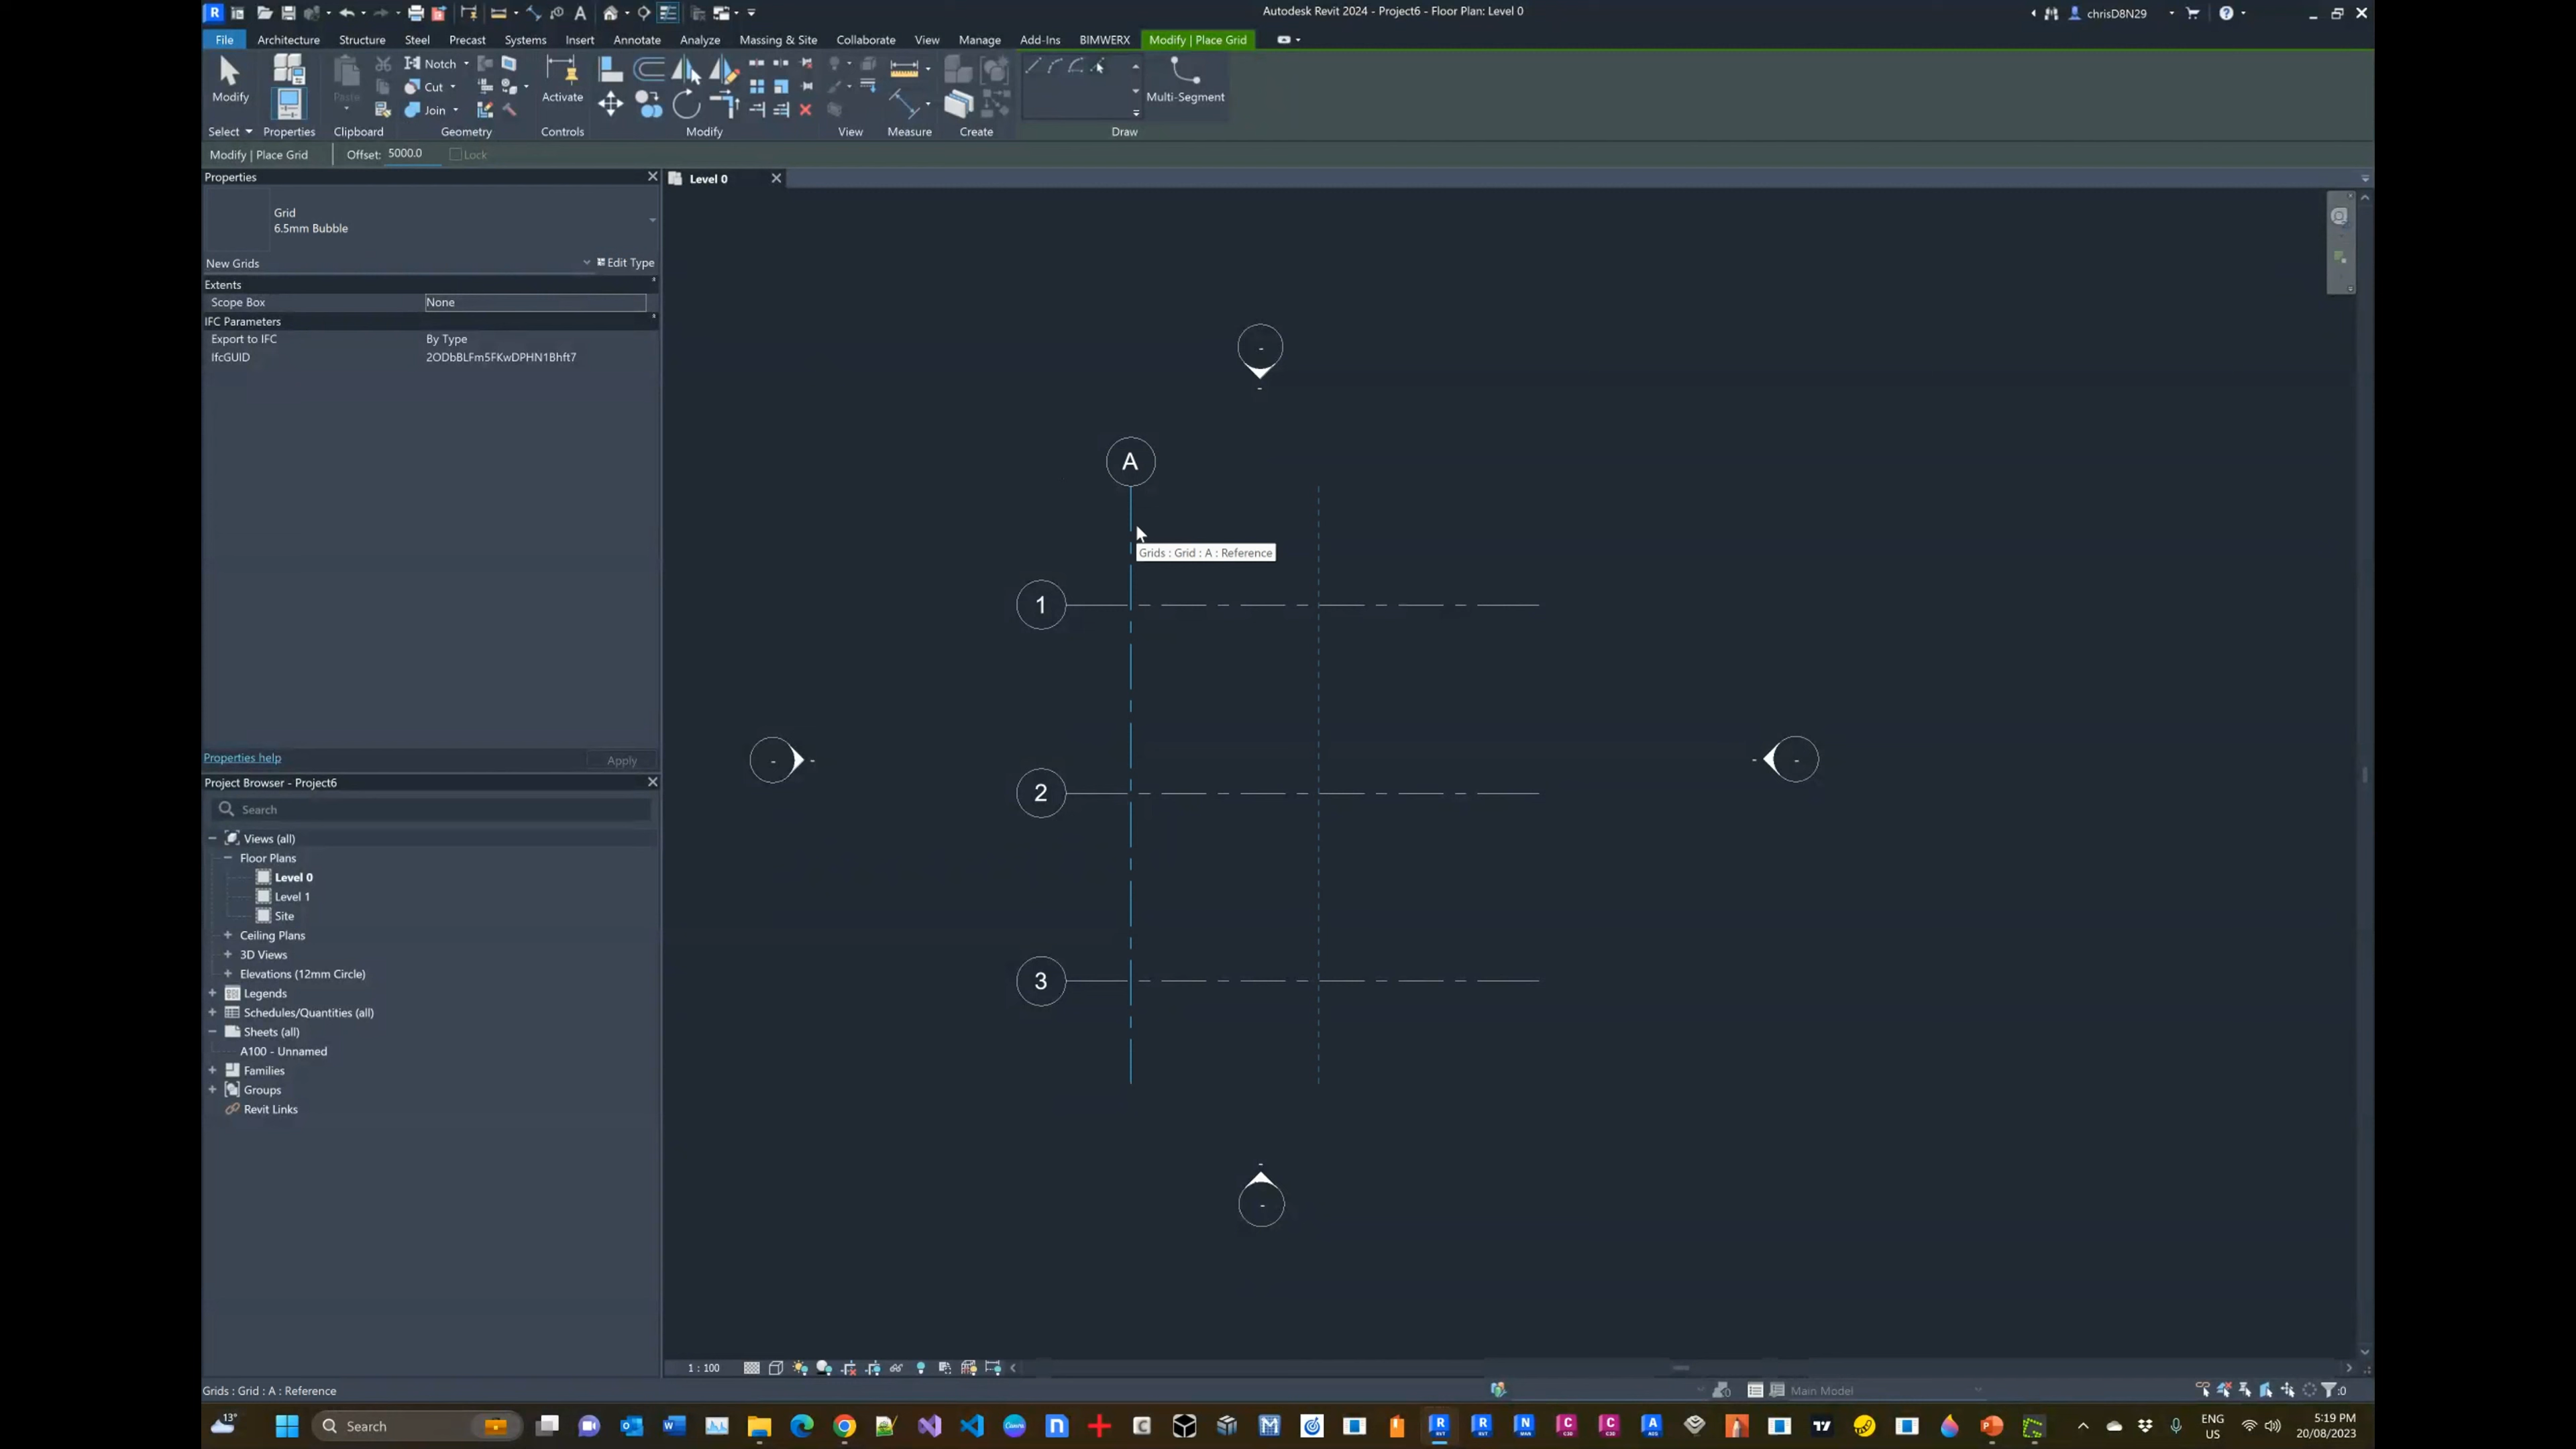 Autodesk Revit 2024 - Project6 - Floor Plan: Level 0
chrisD8N29
File Architecture Structure Steel Precast Systems Insert Annotate Analyze Massing & Site Collaborate View Manage Add-Ins BIMWERX Modify | Place Grid
Modify
Paste
Notch
Cut
Join
Activate
Multi-Segment
Select Properties Clipboard Geometry Controls Modify View Measure Create Draw
Modify | Place Grid Offset: 5000.0 Lock
Properties
Level 0
Grid
6.5mm Bubble
New Grids Edit Type
Extents
Scope Box None
IFC Parameters
Export to IFC By Type
IfcGUID 2ODbBLFm5FKwDPHN1Bhft7
Properties help Apply
Project Browser - Project6
Search
Views (all)
Floor Plans
Level 0
Level 1
Site
Ceiling Plans
3D Views
Elevations (12mm Circle)
Legends
Schedules/Quantities (all)
Sheets (all)
A100 - Unnamed
Families
Groups
Revit Links
A
Grids : Grid : A : Reference
1
2
3
1 : 100
Grids : Grid : A : Reference
Main Model
:0
13°
Search
ENG
US
5:19 PM
20/08/2023